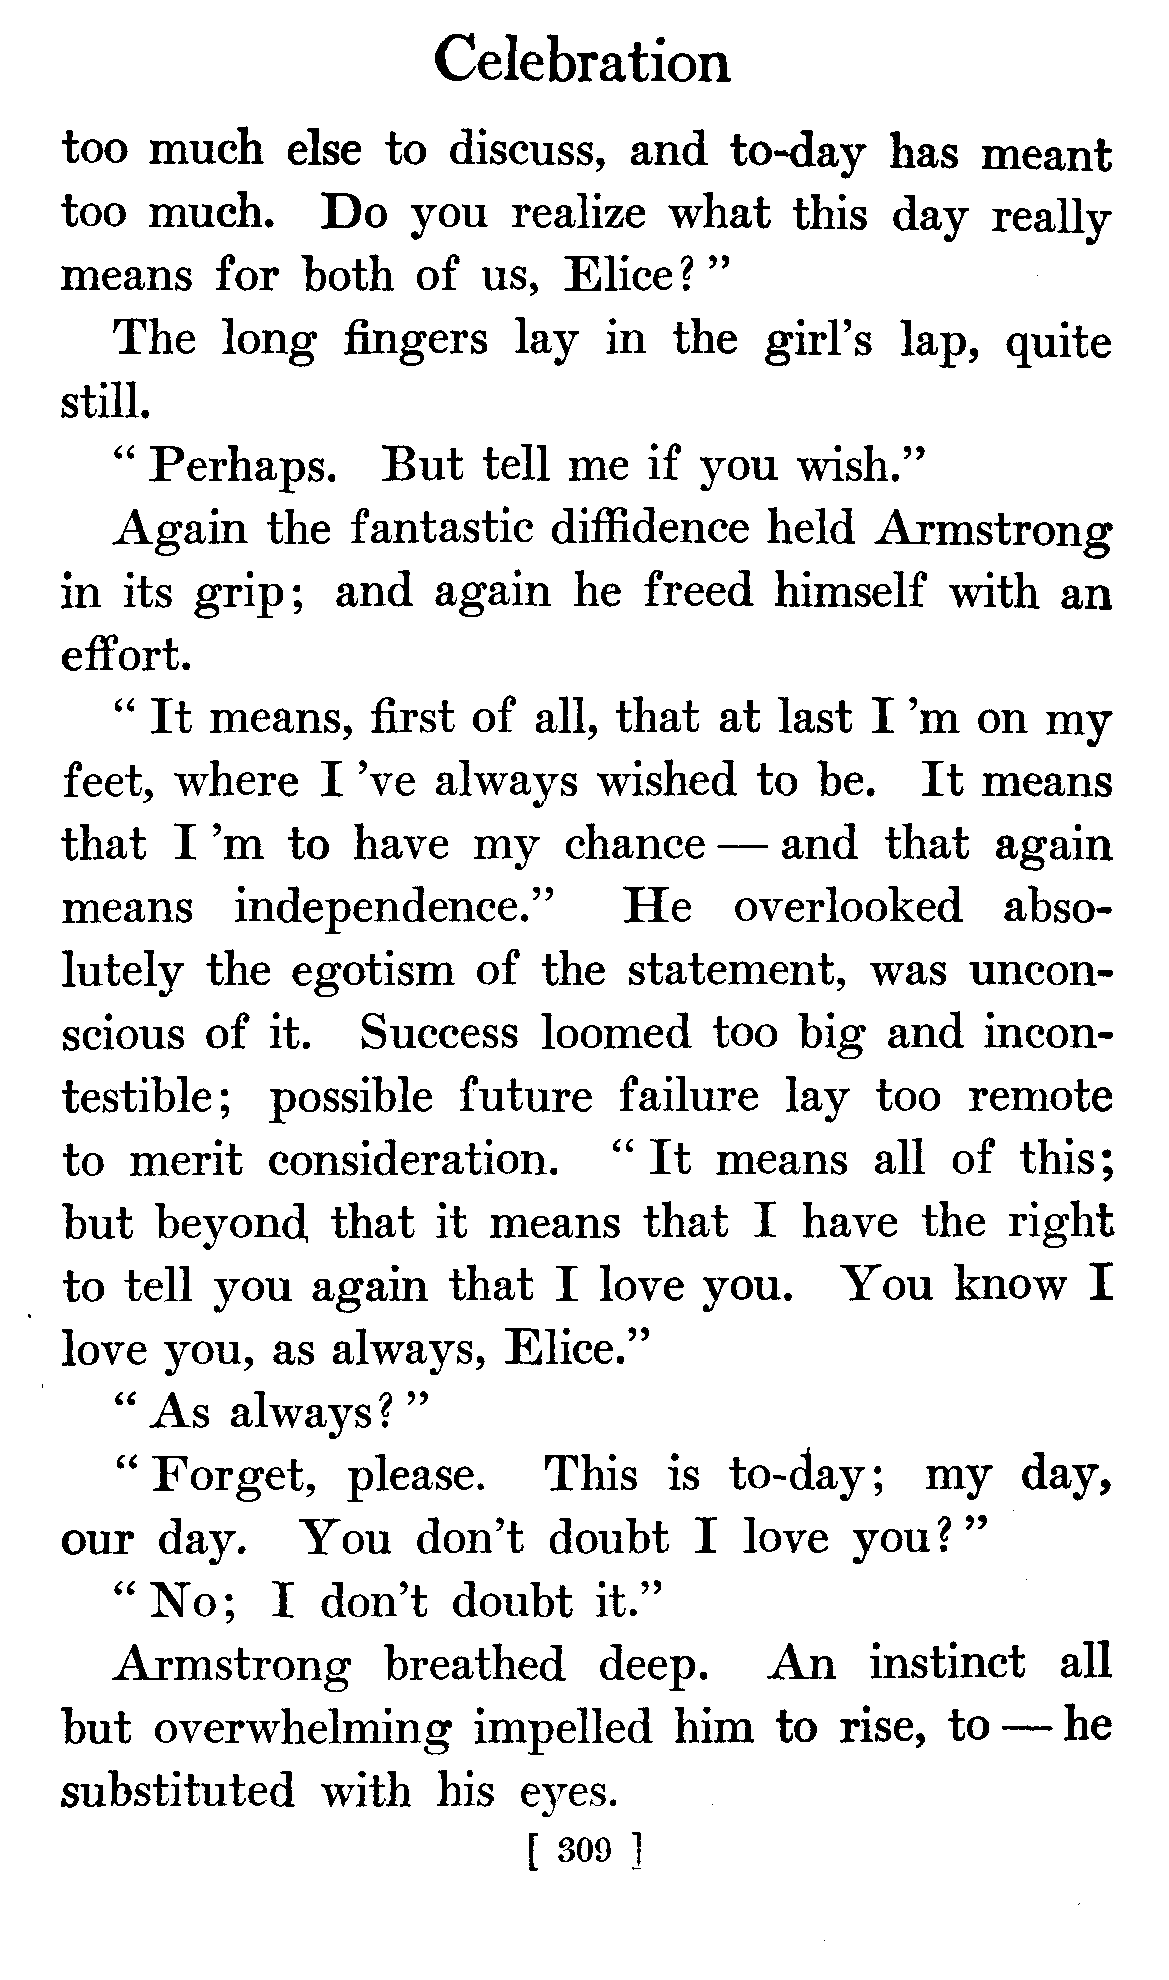 Celebration
too much else to discuss, and to-day has meant
too much. Do you realize what this day really
means for both of us, Elice?"
The long fingers lay in the girl's lap, quite
still.
"Perhaps. But tell me if you wish."
Again the fantastic diffidence held Armstrong
in its grip; and again he freed himself with an
effort.
"It means, first of all, that at last I'm on my
feet, where I've always wished to be. It means
that I'm to have my chance — and that again
means independence." He overlooked abso-
lutely the egotism of the statement, was uncon-
scious of it. Success loomed too big and incon-
testible; possible future failure lay too remote
to merit consideration. "It means all of this;
but beyond that it means that I have the right
to tell you again that I love you. You know I
love you, as always, Elice."
"As always?"
"Forget, please. This is to-day; my day,
our day. You don't doubt I love you?"
"No; I don't doubt it."
Armstrong breathed deep. An instinct all
but overwhelming impelled him to rise, to — he
substituted with his eyes.
[ 309 ]